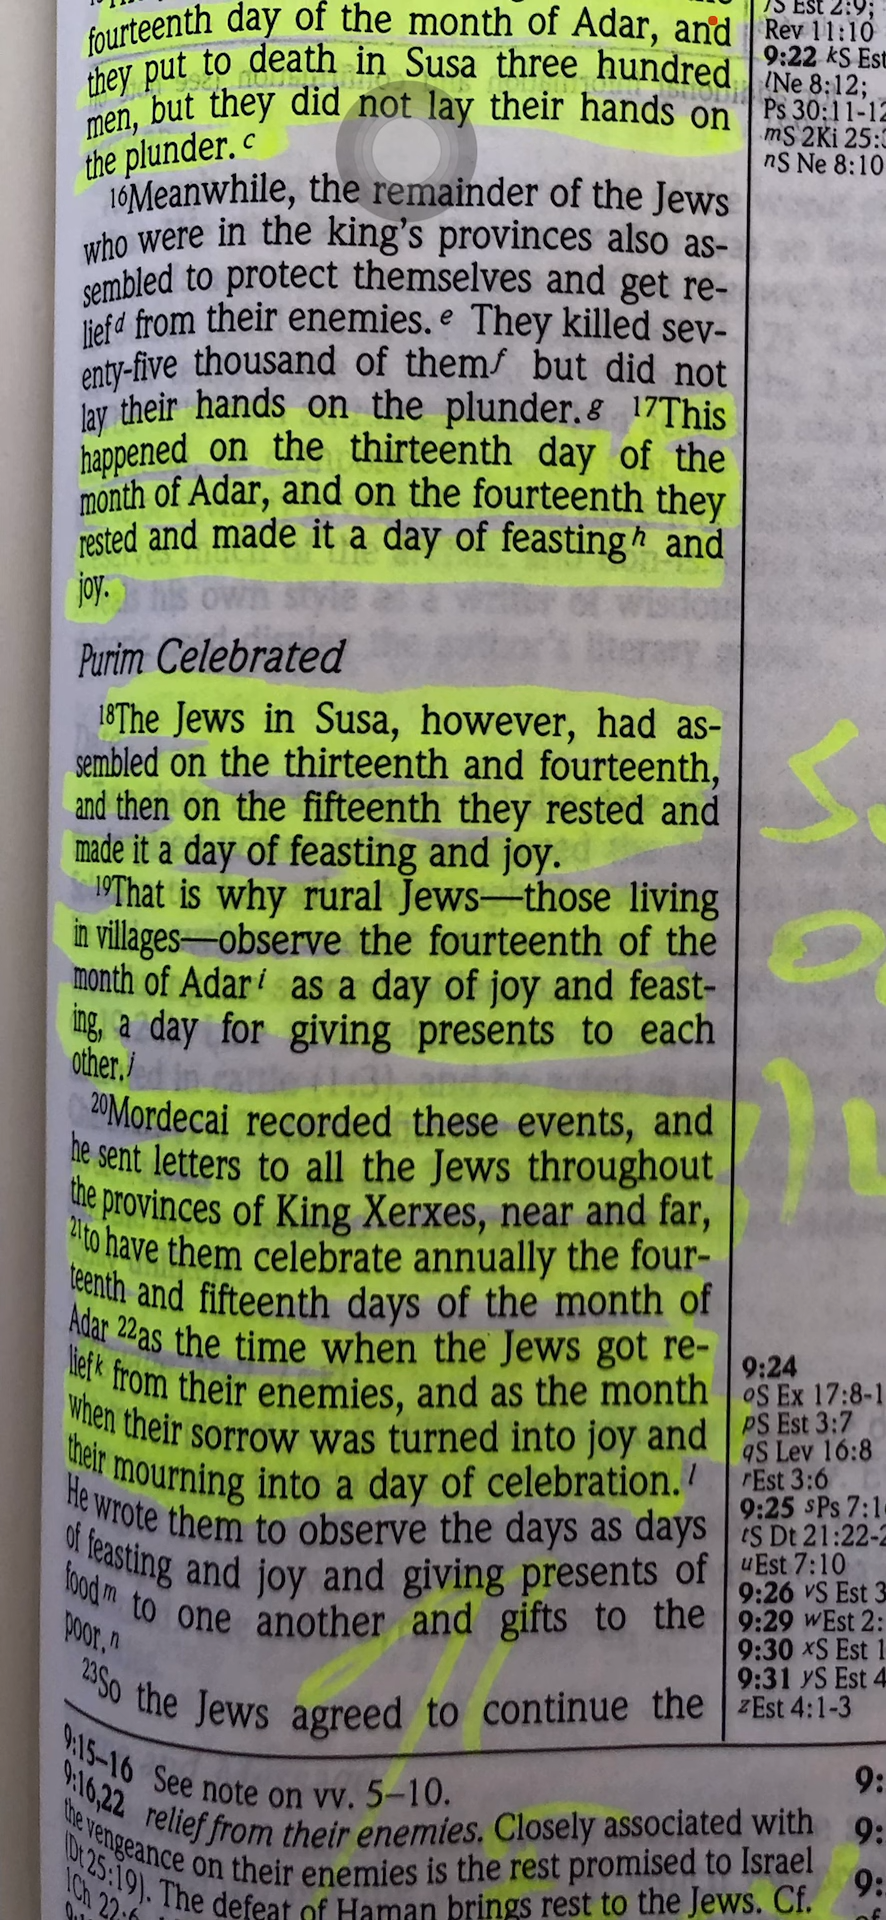 fourteenth day of the month of Adar, and
they put to death in Susa three hundred
men, but they did not lay their hands on
the plunder. c
16Meanwhile, the remainder of the Jews
who were in the king's provinces also as-
sembled to protect themselves and get re-
lief d from their enemies. e They killed sev-
enty-five thousand of them f but did not
lay their hands on the plunder. g 17This
happened on the thirteenth day of the
month of Adar, and on the fourteenth they
rested and made it a day of feasting h and
joy.
Purim Celebrated
18The Jews in Susa, however, had as-
sembled on the thirteenth and fourteenth,
and then on the fifteenth they rested and
made it a day of feasting and joy.
19That is why rural Jews—those living
in villages—observe the fourteenth of the
month of Adar i as a day of joy and feast-
ing, a day for giving presents to each
other. j
20Mordecai recorded these events, and
he sent letters to all the Jews throughout
the provinces of King Xerxes, near and far,
21to have them celebrate annually the four-
teenth and fifteenth days of the month of
Adar 22as the time when the Jews got re-
lief k from their enemies, and as the month
when their sorrow was turned into joy and
their mourning into a day of celebration. l
He wrote them to observe the days as days
of feasting and joy and giving presents of
food m to one another and gifts to the
poor. n
23So the Jews agreed to continue the
S Est 2:9;
Rev 11:10
9:22 kS Est
lNe 8:12;
Ps 30:11-12
mS 2Ki 25:
nS Ne 8:10
9:24
oS Ex 17:8-1
pS Est 3:7
qS Lev 16:8
rEst 3:6
9:25 sPs 7:1
tS Dt 21:22-2
uEst 7:10
9:26 vS Est 3
9:29 wEst 2:
9:30 xS Est 1
9:31 yS Est 4
zEst 4:1-3
9:15–16 See note on vv. 5–10.
9:16,22 relief from their enemies. Closely associated with
the vengeance on their enemies is the rest promised to Israel
(Dt 25:19). The defeat of Haman brings rest to the Jews. Cf.
1Ch 22:
9:
9:
9: